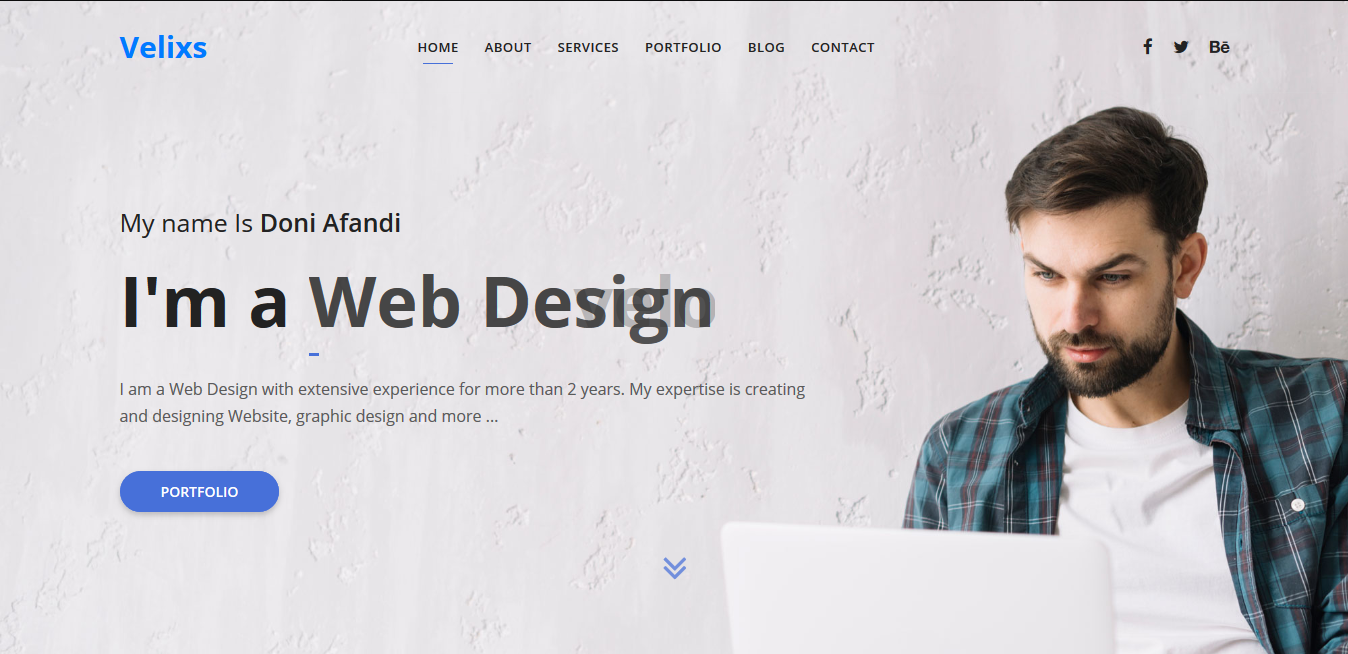 Velixs
HOME ABOUT SERVICES PORTFOLIO BLOG CONTACT
Bē
My name Is Doni Afandi
I'm a Web Design
I am a Web Design with extensive experience for more than 2 years. My expertise is creating
and designing Website, graphic design and more ...
PORTFOLIO